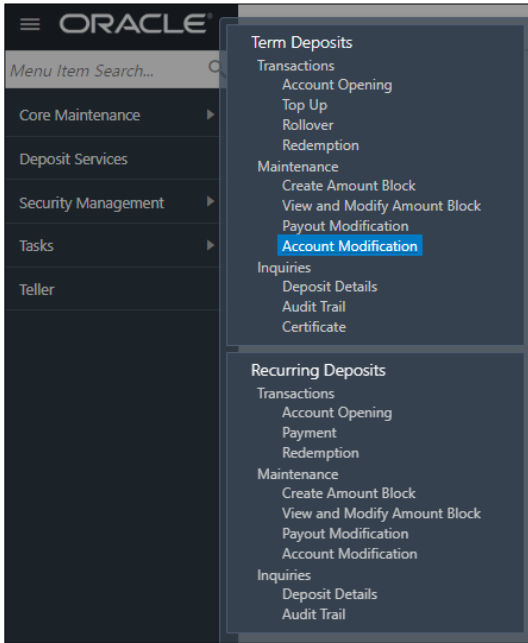 ORACLE
Menu Item Search...
Core Maintenance
Deposit Services
Security Management
Tasks
Teller
Term Deposits
Transactions
Account Opening
Top Up
Rollover
Redemption
Maintenance
Create Amount Block
View and Modify Amount Block
Payout Modification
Account Modification
Inquiries
Deposit Details
Audit Trail
Certificate
Recurring Deposits
Transactions
Account Opening
Payment
Redemption
Maintenance
Create Amount Block
View and Modify Amount Block
Payout Modification
Account Modification
Inquiries
Deposit Details
Audit Trail